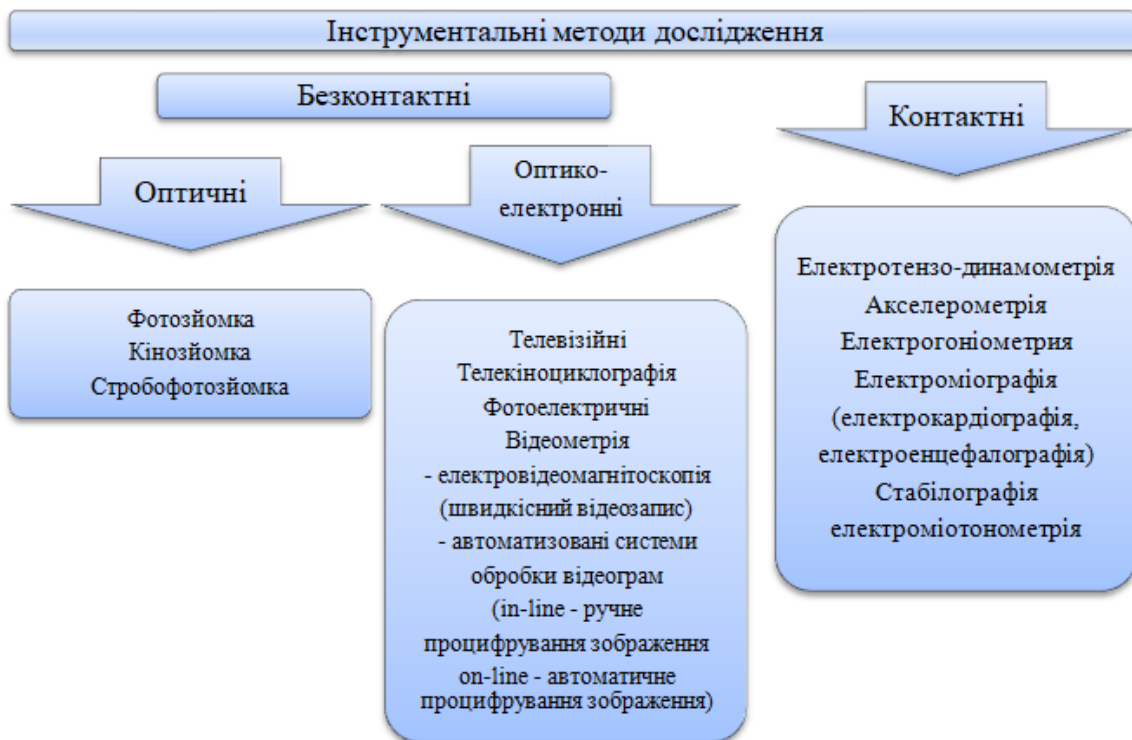 Інструментальні методи дослідження
Безконтактні
Контактні
Оптичні
Оптико-
електронні
Фотозйомка
Кінозйомка
Стробофотозйомка
Телевізійні
Телекіноциклографія
Фотоелектричні
Відеометрія
- електровідеомагнітоскопія
(швидкісний відеозапис)
- автоматизовані системи
обробки відеограм
(in-line - ручне
процифрування зображення
on-line - автоматичне
процифрування зображення)
Електротензо-динамометрія
Акселерометрія
Електрогоніометрия
Електроміографія
(електрокардіографія,
електроенцефалографія)
Стабілографія
електроміотонометрія